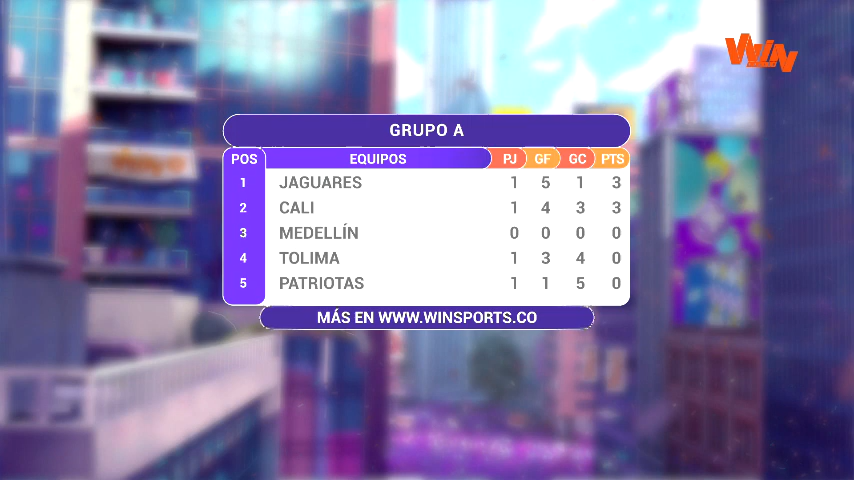 WIN
GRUPO A
POS EQUIPOS PJ GF GC PTS
1 JAGUARES 1 5 1 3
2 CALI 1 4 3 3
3 MEDELLÍN 0 0 0 0
4 TOLIMA 1 3 4 0
5 PATRIOTAS 1 1 5 0
MÁS EN WWW.WINSPORTS.CO